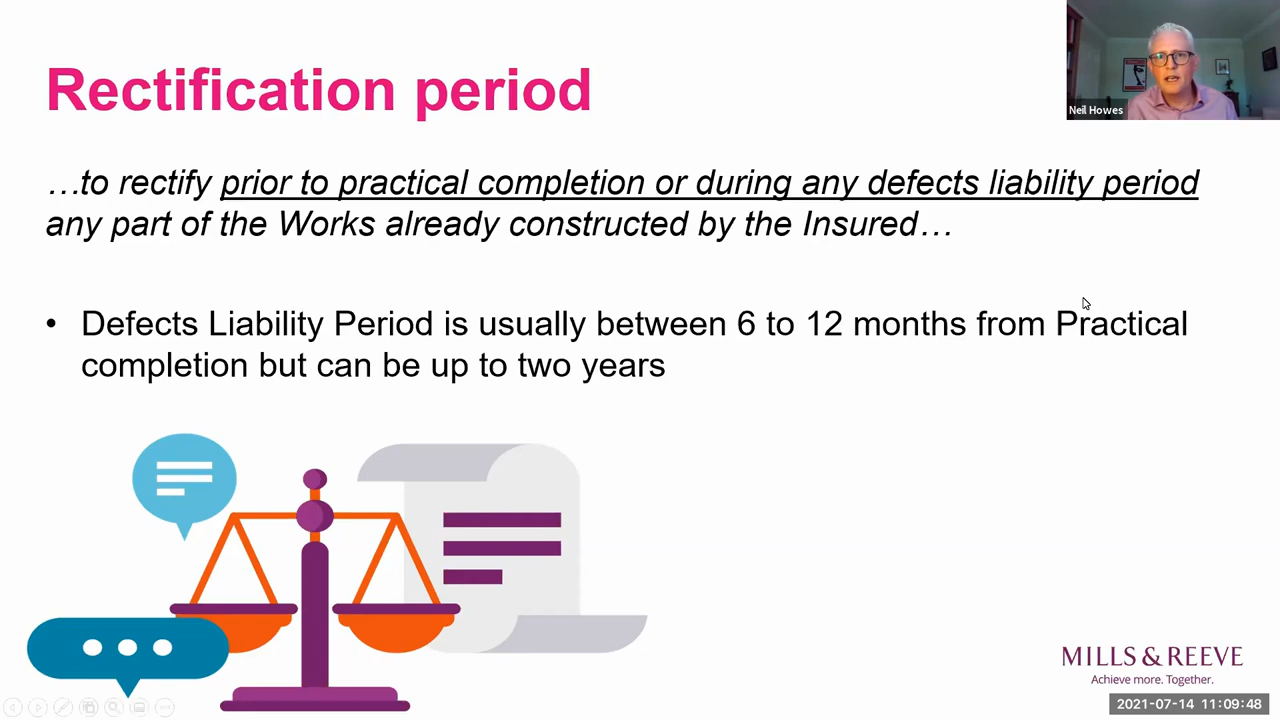 Rectification period
Neil Howes
…to rectify prior to practical completion or during any defects liability period
any part of the Works already constructed by the Insured…
• Defects Liability Period is usually between 6 to 12 months from Practical
completion but can be up to two years
MILLS & REEVE
Achieve more. Together.
2021-07-14 11:09:48